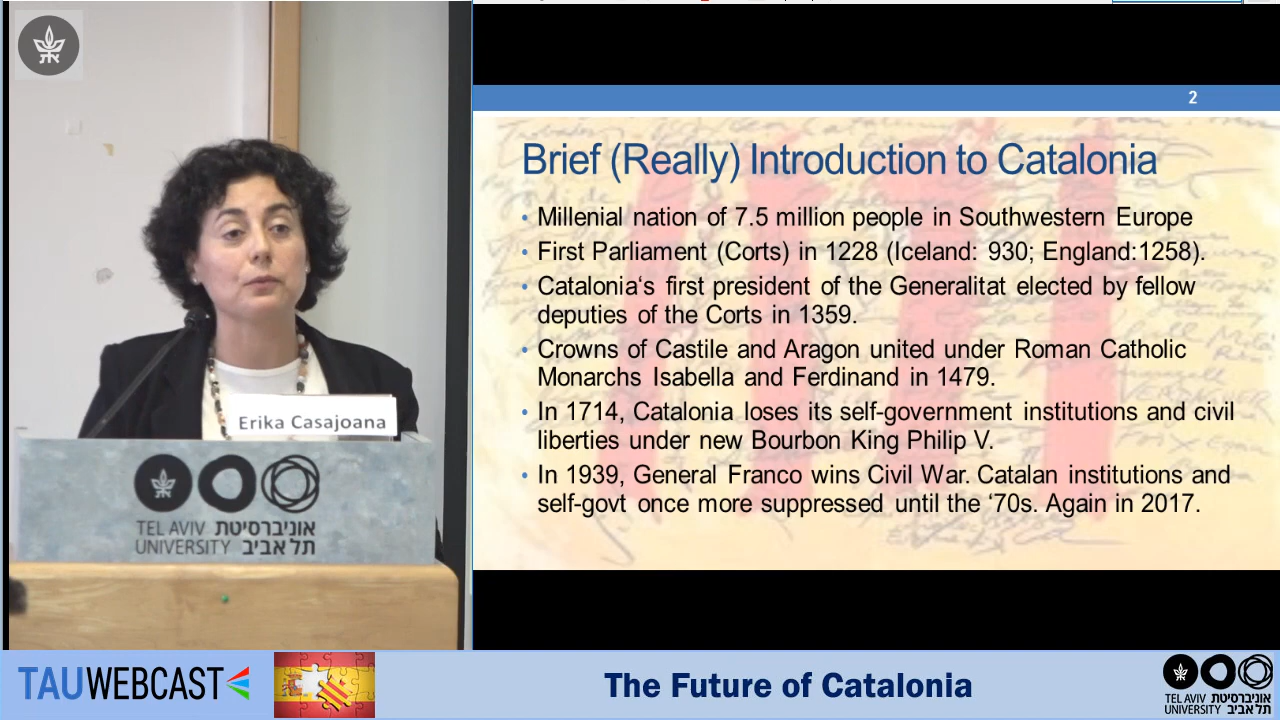 Erika Casajoana
TEL AVIV אוניברסיטת
UNIVERSITY תל אביב
2
Brief (Really) Introduction to Catalonia
• Millenial nation of 7.5 million people in Southwestern Europe
• First Parliament (Corts) in 1228 (Iceland: 930; England:1258).
• Catalonia‘s first president of the Generalitat elected by fellow
deputies of the Corts in 1359.
• Crowns of Castile and Aragon united under Roman Catholic
Monarchs Isabella and Ferdinand in 1479.
• In 1714, Catalonia loses its self-government institutions and civil
liberties under new Bourbon King Philip V.
• In 1939, General Franco wins Civil War. Catalan institutions and
self-govt once more suppressed until the ‘70s. Again in 2017.
TAUWEBCAST
The Future of Catalonia
TEL AVIV אוניברסיטת
UNIVERSITY תל אביב